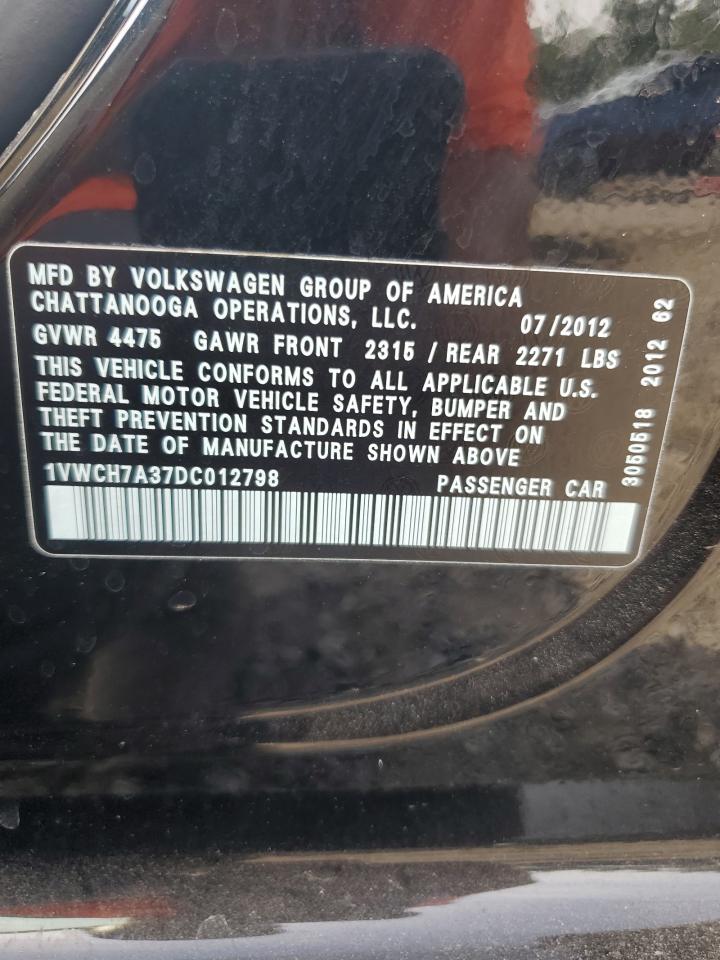 MFD BY VOLKSWAGEN GROUP OF AMERICA
CHATTANOOGA OPERATIONS, LLC. 07/2012
GVWR 4475 GAWR FRONT 2315 / REAR 2271 LBS
THIS VEHICLE CONFORMS TO ALL APPLICABLE U.S.
FEDERAL MOTOR VEHICLE SAFETY, BUMPER AND
THEFT PREVENTION STANDARDS IN EFFECT ON
THE DATE OF MANUFACTURE SHOWN ABOVE
1VWCH7A37DC012798 PASSENGER CAR
3050518 2012 62